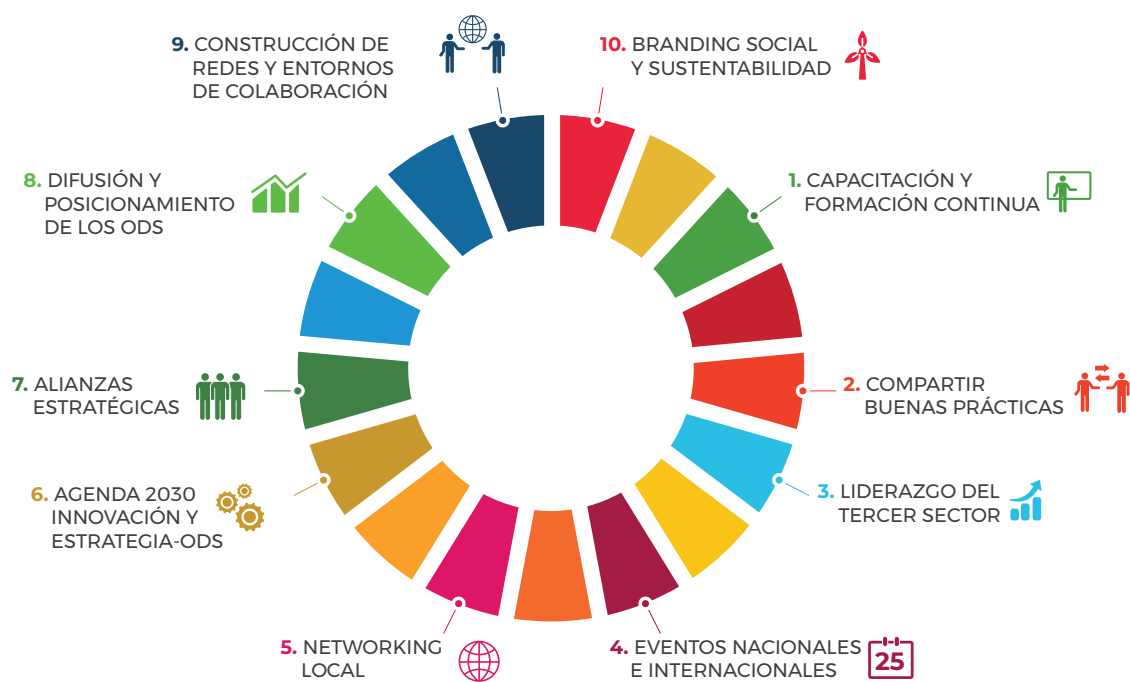 9. CONSTRUCCIÓN DE
REDES Y ENTORNOS
DE COLABORACIÓN
10. BRANDING SOCIAL
Y SUSTENTABILIDAD
8. DIFUSIÓN Y
POSICIONAMIENTO
DE LOS ODS
1. CAPACITACIÓN Y
FORMACIÓN CONTINUA
7. ALIANZAS
ESTRATÉGICAS
2. COMPARTIR
BUENAS PRÁCTICAS
6. AGENDA 2030
INNOVACIÓN Y
ESTRATEGIA-ODS
3. LIDERAZGO DEL
TERCER SECTOR
5. NETWORKING
LOCAL
4. EVENTOS NACIONALES
E INTERNACIONALES
25